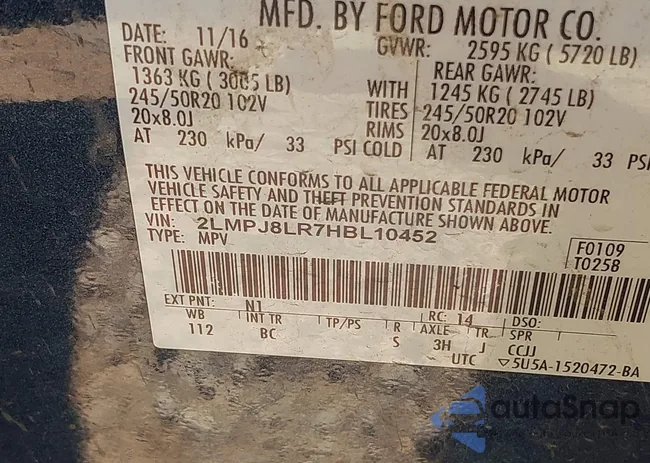 MFD. BY FORD MOTOR CO.
DATE: 11/16 GVWR: 2595 KG ( 5720 LB)
FRONT GAWR: REAR GAWR:
1363 KG ( 3005 LB) WITH 1245 KG ( 2745 LB)
245/50R20 102V TIRES 245/50R20 102V
20x8.0J RIMS 20x8.0J
AT 230 kPa/ 33 PSI COLD AT 230 kPa/ 33 PSI
THIS VEHICLE CONFORMS TO ALL APPLICABLE FEDERAL MOTOR
VEHICLE SAFETY AND THEFT PREVENTION STANDARDS IN
EFFECT ON THE DATE OF MANUFACTURE SHOWN ABOVE.
VIN: 2LMPJ8LR7HBL10452
TYPE: MPV
F0109
T0258
EXT PNT: N1 RC: 14 DSO:
WB INT TR TP/PS R AXLE TR SPR
112 BC S 3H J CCJJ
UTC ▽5U5A-1520472-BA
autoSnap